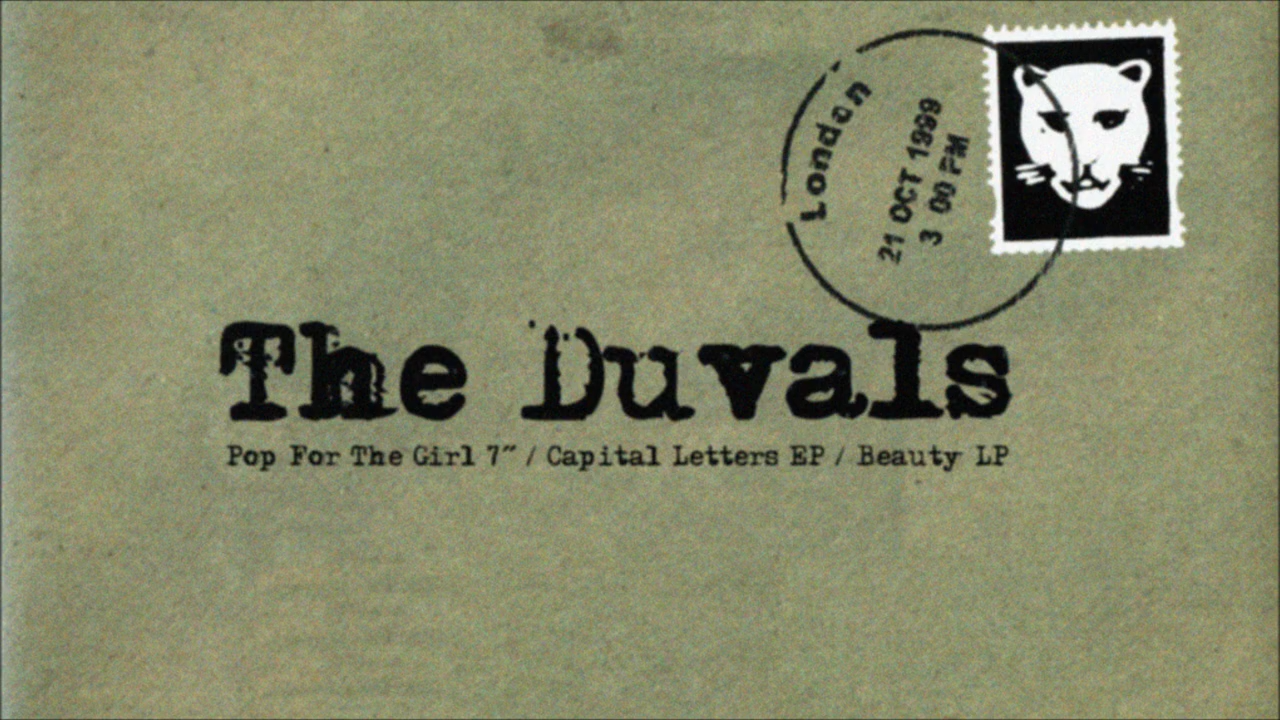 London
21 OCT 1999
3 00 PM
The Duvals
Pop For The Girl 7″ / Capital Letters EP / Beauty LP